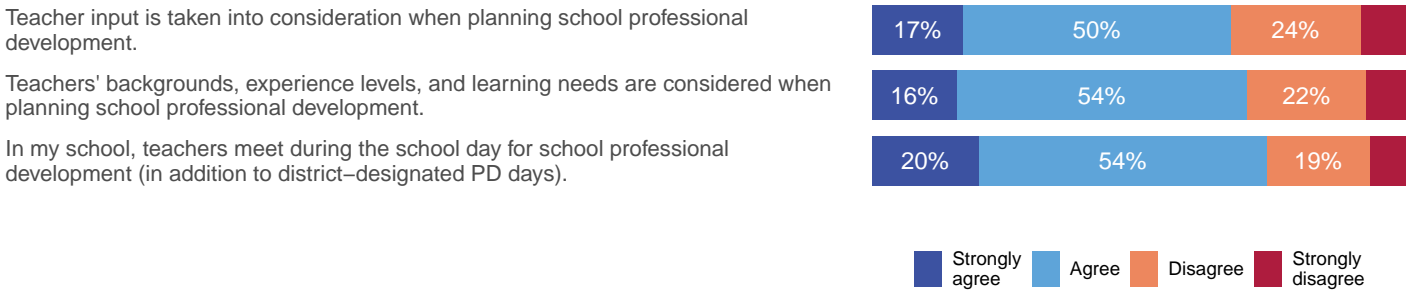 Teacher input is taken into consideration when planning school professional
development.
17% 50% 24%
Teachers' backgrounds, experience levels, and learning needs are considered when
planning school professional development.
16% 54% 22%
In my school, teachers meet during the school day for school professional
development (in addition to district−designated PD days).
20% 54% 19%
Strongly
agree
Agree
Disagree
Strongly
disagree